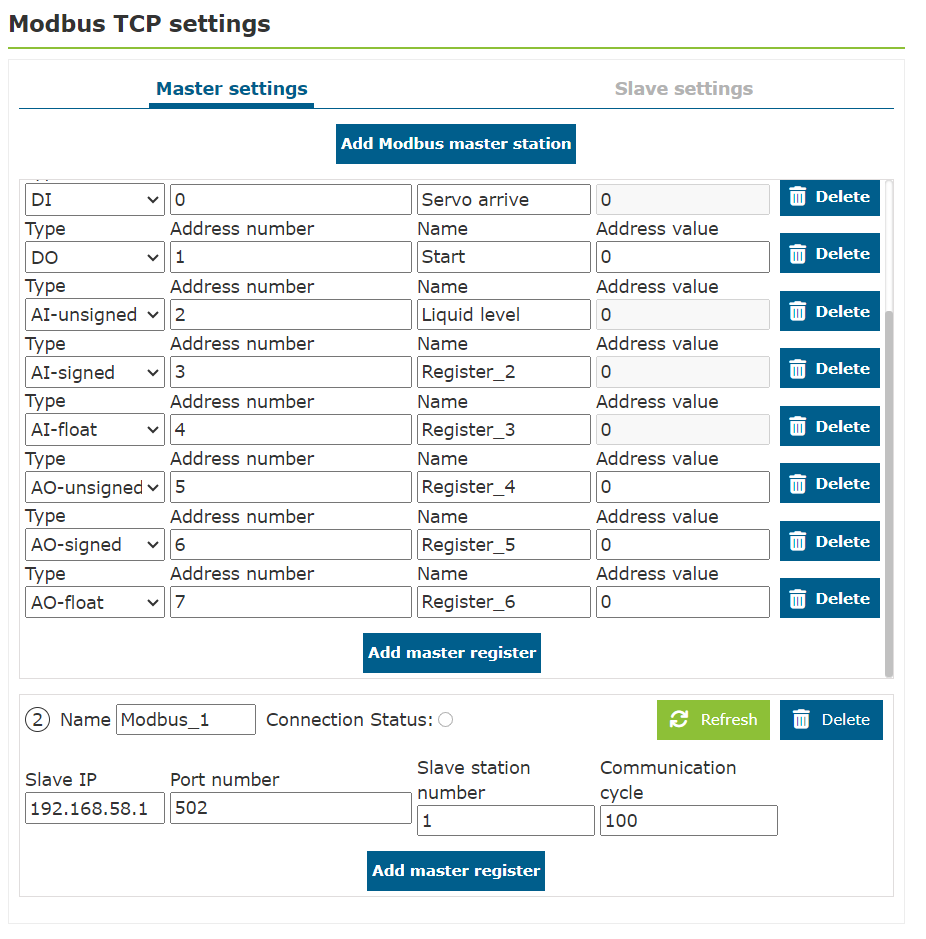 Modbus TCP settings
Master settings Slave settings
Add Modbus master station
DI 0 Servo arrive 0 Delete
Type Address number Name Address value
DO 1 Start 0 Delete
Type Address number Name Address value
AI-unsigned 2 Liquid level 0 Delete
Type Address number Name Address value
AI-signed 3 Register_2 0 Delete
Type Address number Name Address value
AI-float 4 Register_3 0 Delete
Type Address number Name Address value
AO-unsigned 5 Register_4 0 Delete
Type Address number Name Address value
AO-signed 6 Register_5 0 Delete
Type Address number Name Address value
AO-float 7 Register_6 0 Delete
Add master register
2 Name Modbus_1 Connection Status: Refresh Delete
Slave IP Port number Slave station number Communication cycle
192.168.58.1 502 1 100
Add master register